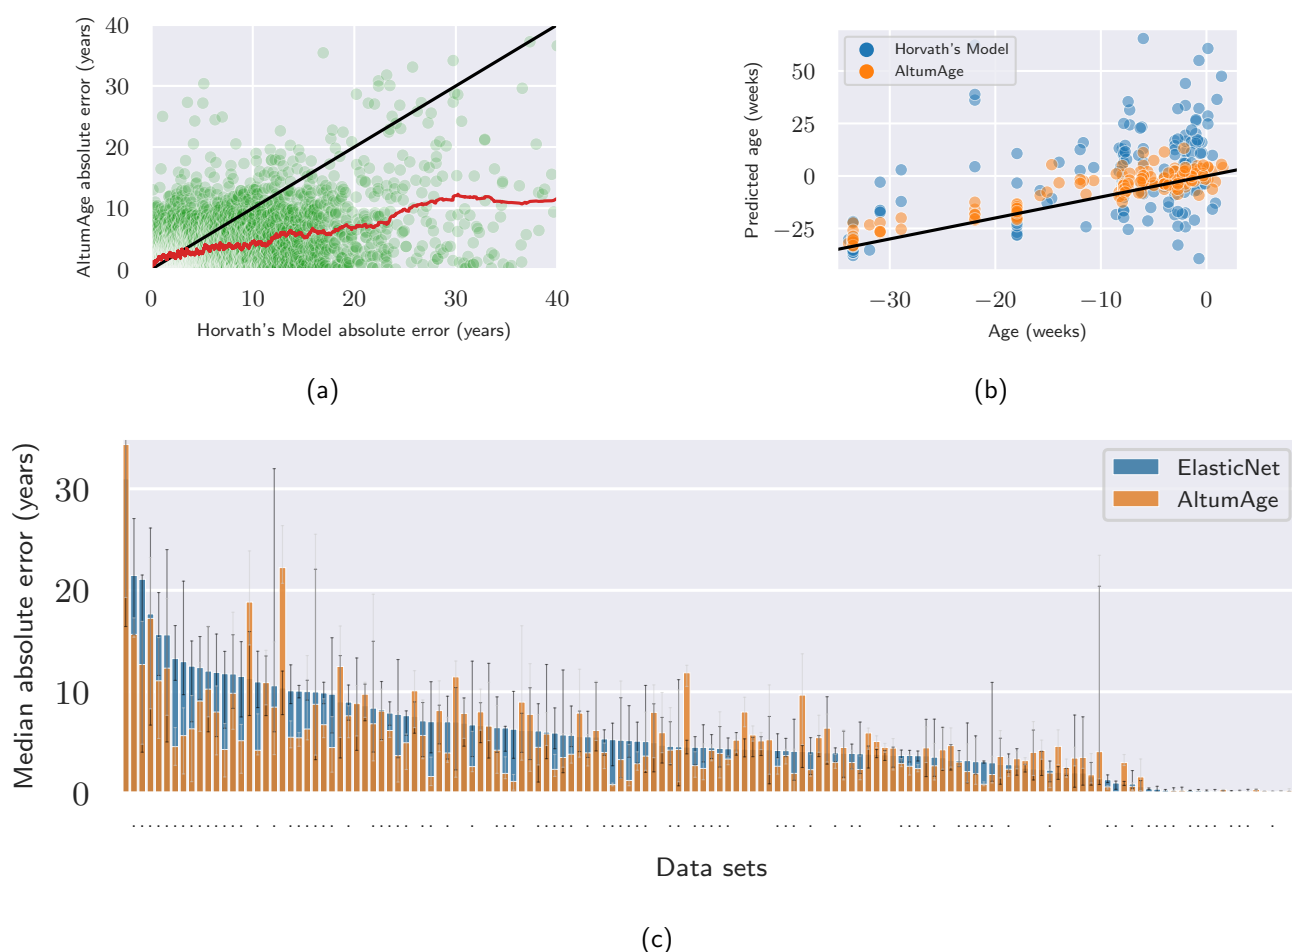 AltumAge absolute error (years)
40
30
20
10
0
0 10 20 30 40
Horvath's Model absolute error (years)
(a)
Horvath's Model
AltumAge
Predicted age (weeks)
50
25
0
−25
−30 −20 −10 0
Age (weeks)
(b)
ElasticNet
AltumAge
Median absolute error (years)
30
20
10
0
Data sets
(c)